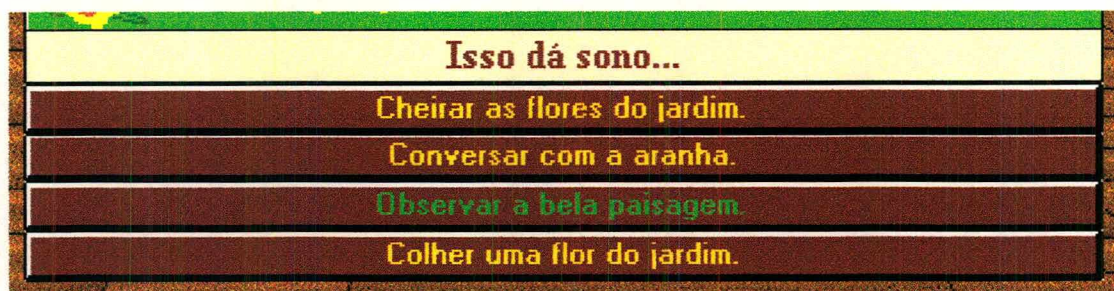 Isso dá sono...
Cheirar as flores do jardim.
Conversar com a aranha.
Observar a bela paisagem.
Colher uma flor do jardim.